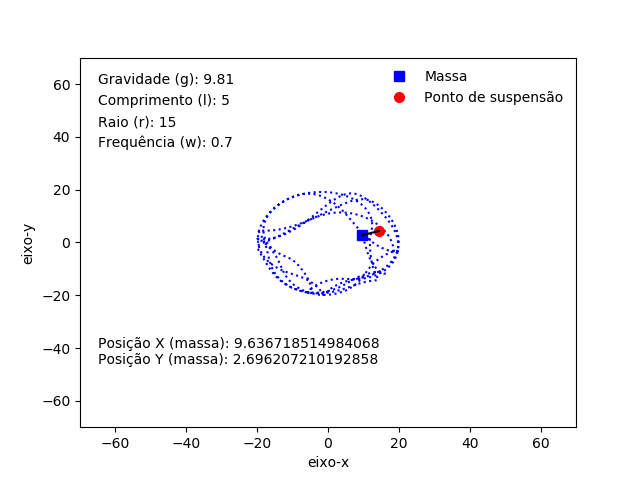 Gravidade (g): 9.81
Comprimento (l): 5
Raio (r): 15
Frequência (w): 0.7
Massa
Ponto de suspensão
60
40
20
0
−20
−40
−60
eixo-y
Posição X (massa): 9.636718514984068
Posição Y (massa): 2.696207210192858
−60 −40 −20 0 20 40 60
eixo-x